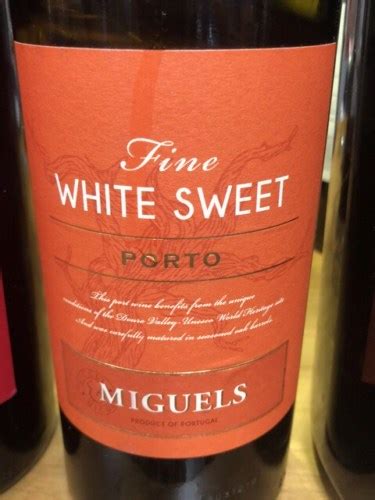 Fine
WHITE SWEET
PORTO
This port wine benefits from the unique
conditions of the Douro Valley-Unesco World Heritage site
And was carefully matured in seasoned oak barrels.
MIGUELS
PRODUCT OF PORTUGAL